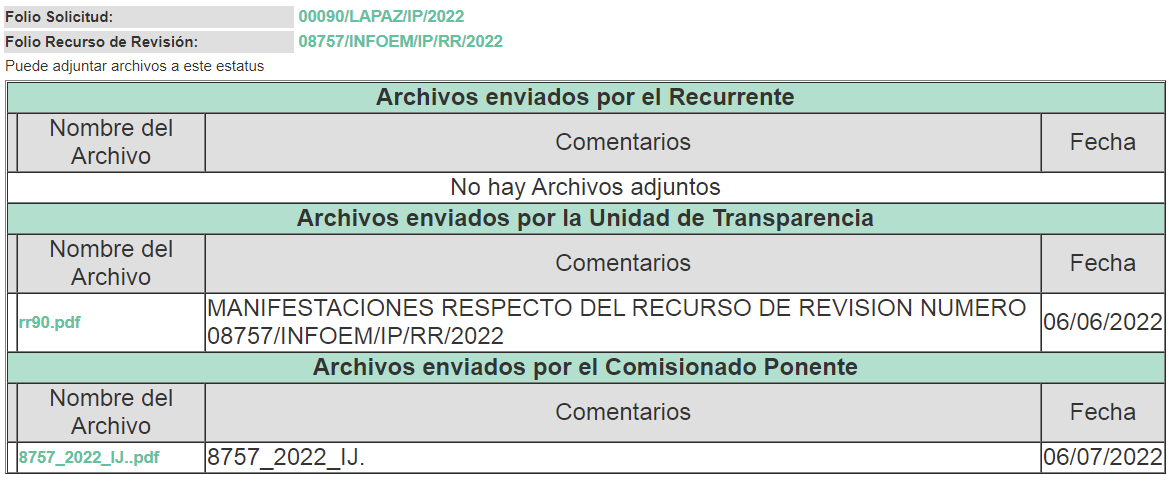 Folio Solicitud: 00090/LAPAZ/IP/2022
Folio Recurso de Revisión: 08757/INFOEM/IP/RR/2022
Puede adjuntar archivos a este estatus
Archivos enviados por el Recurrente
Nombre del
Archivo
Comentarios
Fecha
No hay Archivos adjuntos
Archivos enviados por la Unidad de Transparencia
Nombre del
Archivo
Comentarios
Fecha
rr90.pdf
MANIFESTACIONES RESPECTO DEL RECURSO DE REVISION NUMERO
08757/INFOEM/IP/RR/2022
06/06/2022
Archivos enviados por el Comisionado Ponente
Nombre del
Archivo
Comentarios
Fecha
8757_2022_IJ..pdf
8757_2022_IJ.
06/07/2022